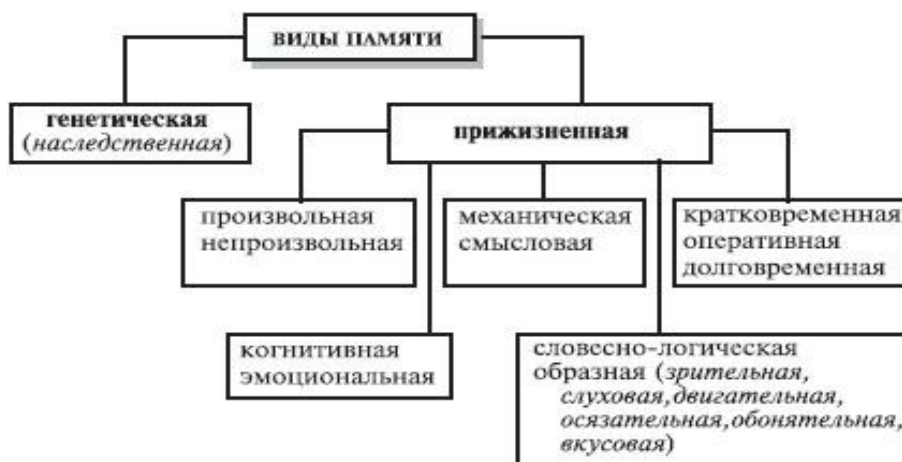 ВИДЫ ПАМЯТИ
генетическая
(наследственная)
прижизненная
произвольная
непроизвольная
механическая
смысловая
кратковременная
оперативная
долговременная
когнитивная
эмоциональная
словесно-логическая
образная (зрительная,
слуховая,двигательная,
осязательная,обонятельная,
вкусовая)